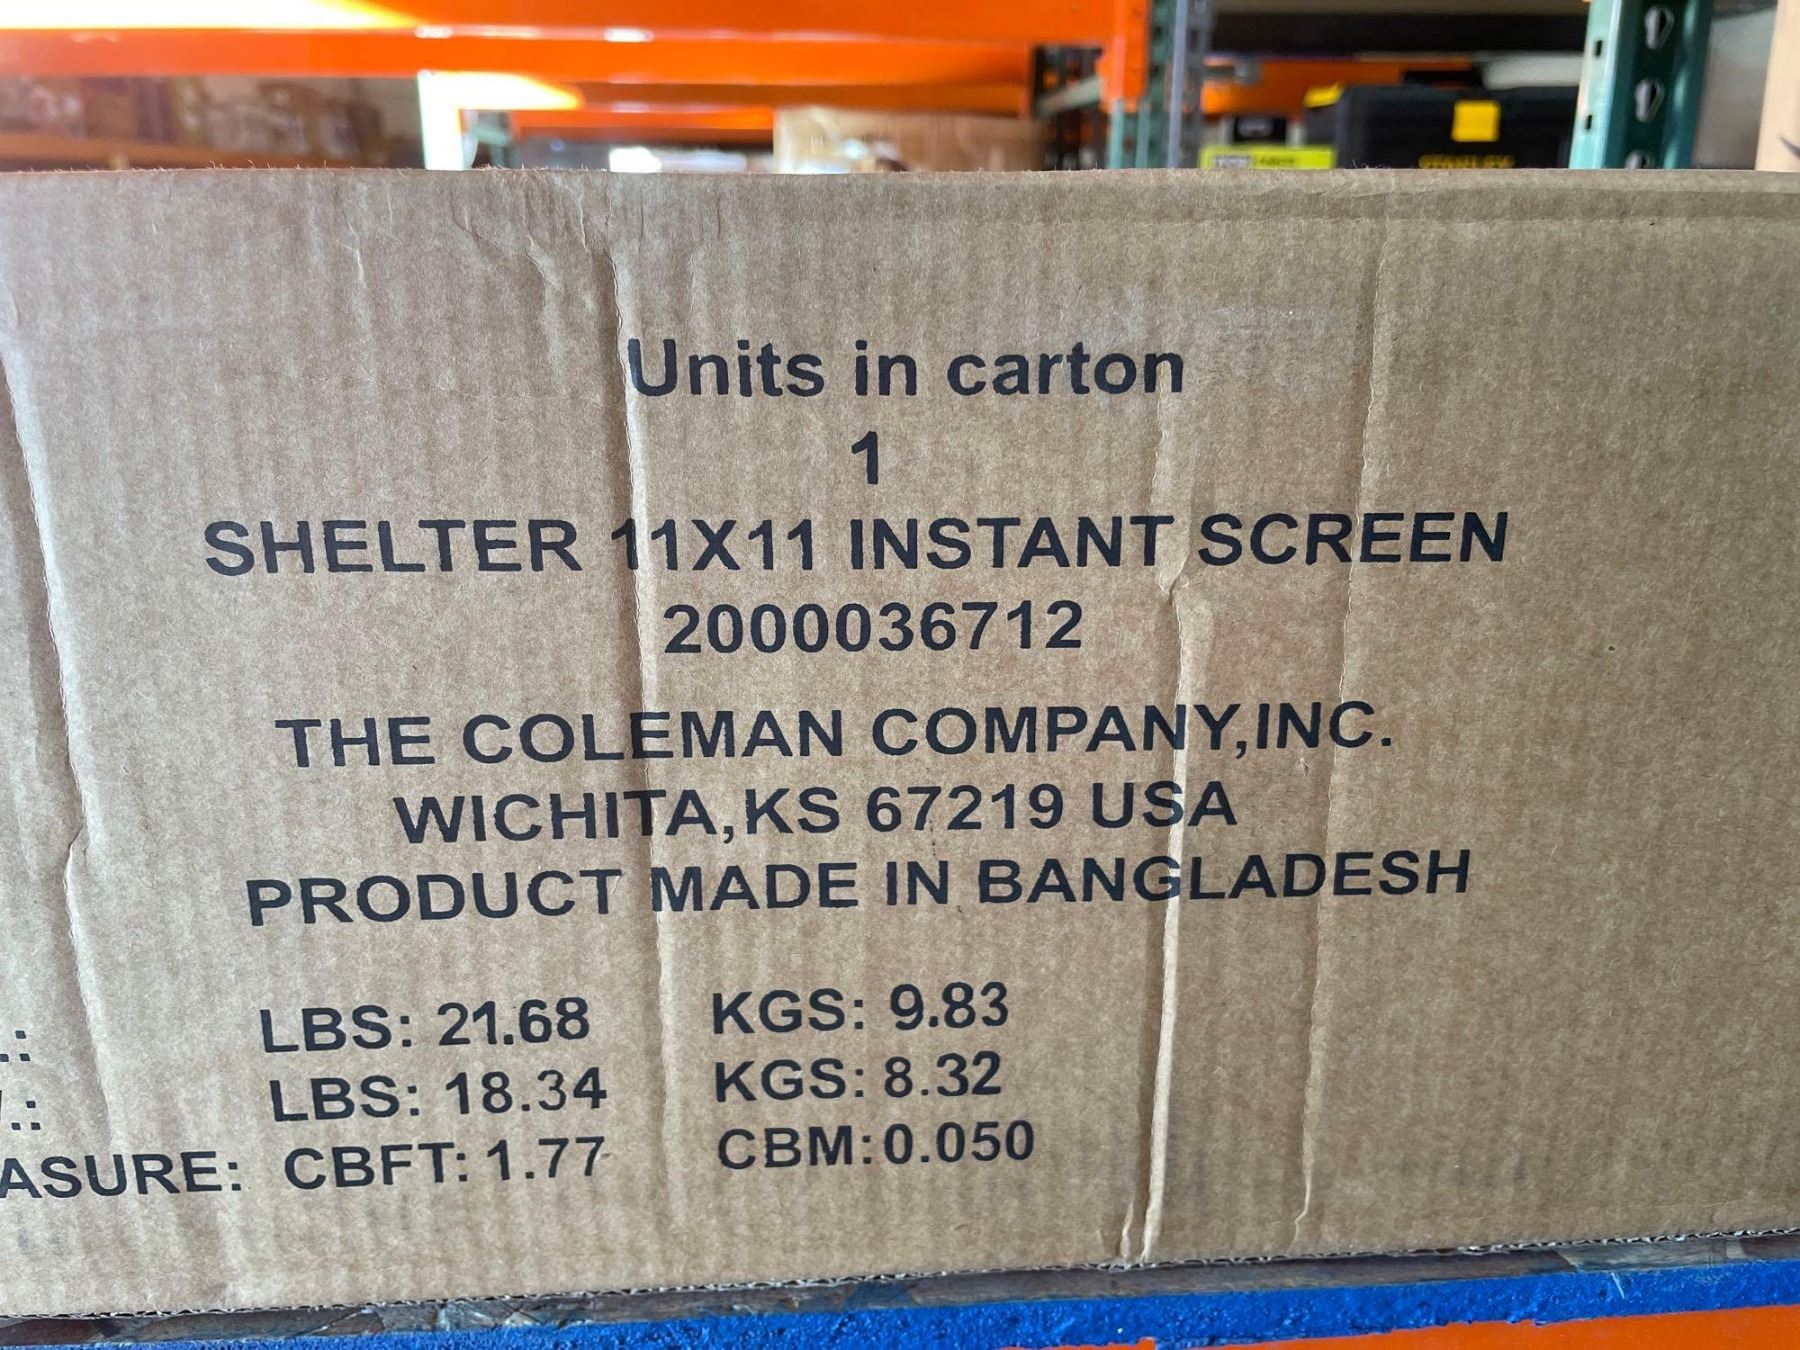 Units in carton
1
SHELTER 11X11 INSTANT SCREEN
2000036712
THE COLEMAN COMPANY,INC.
WICHITA,KS 67219 USA
PRODUCT MADE IN BANGLADESH
.: LBS: 21.68 KGS: 9.83
.: LBS: 18.34 KGS: 8.32
ASURE: CBFT: 1.77 CBM:0.050